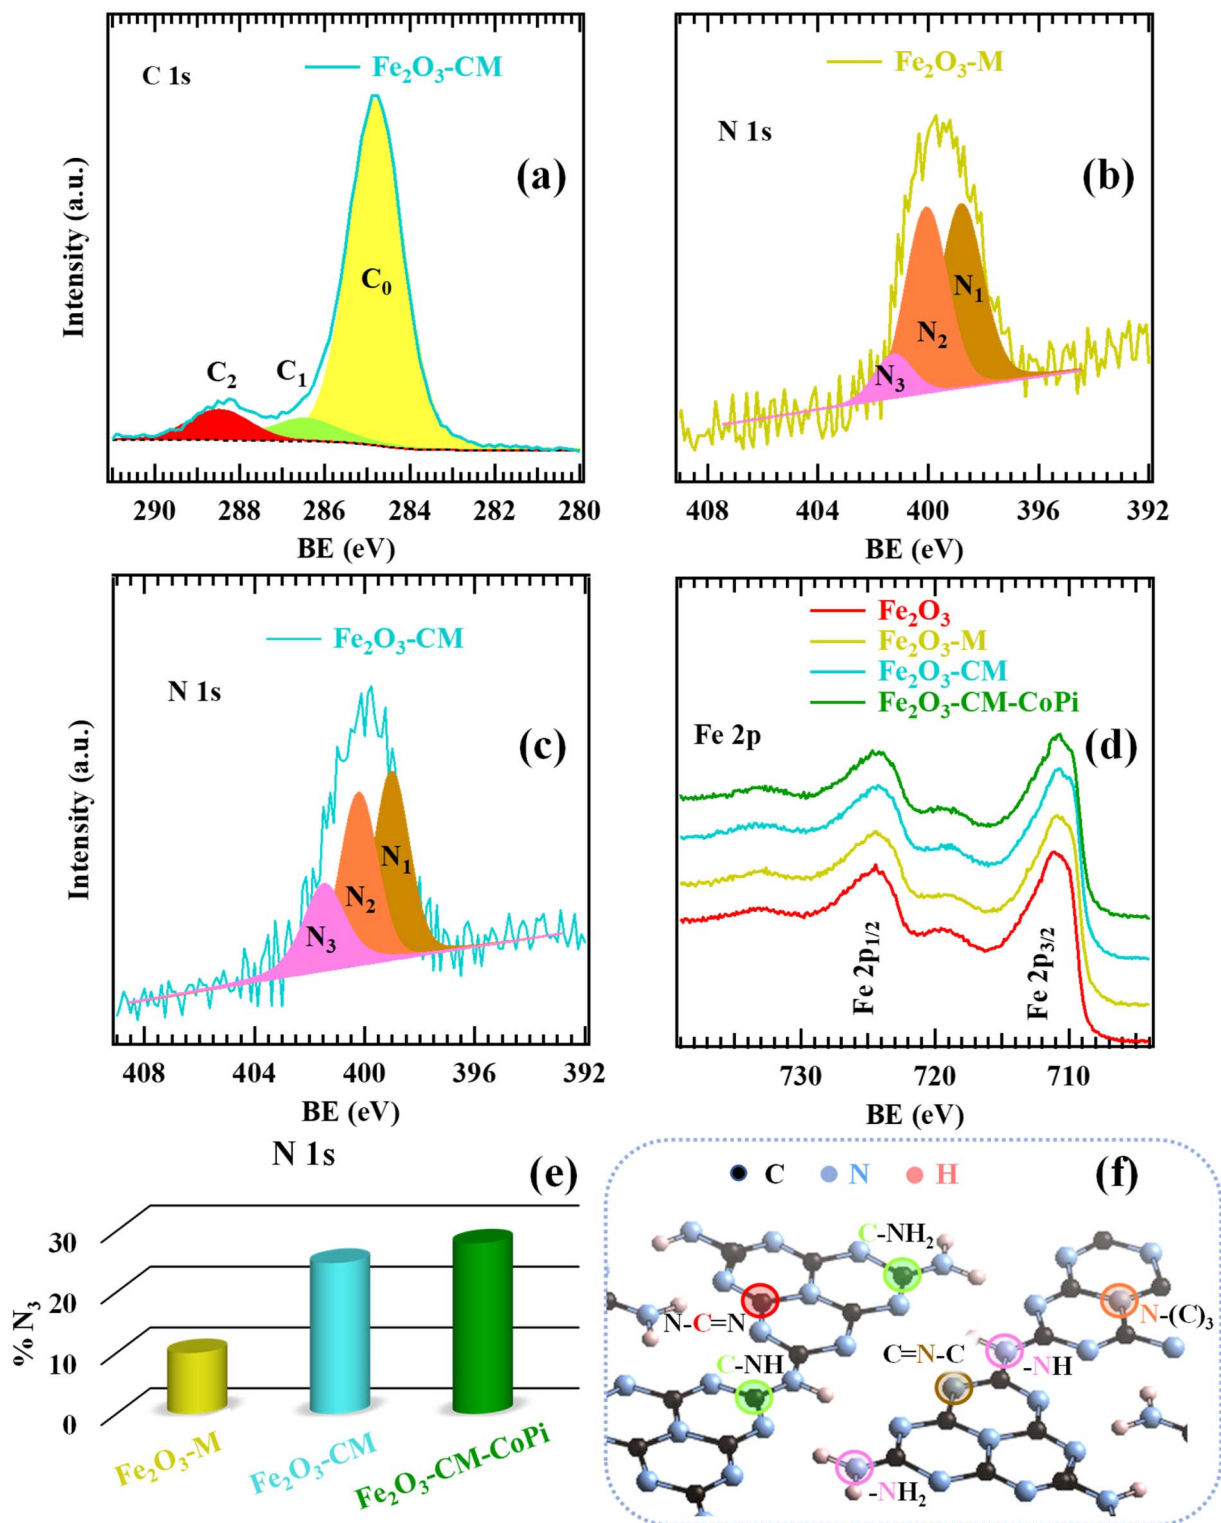 C 1s
Fe₂O₃-CM
(a)
C₀
C₁
C₂
Intensity (a.u.)
290 288 286 284 282 280
BE (eV)
Fe₂O₃-M
N 1s
(b)
N₁
N₂
N₃
408 404 400 396 392
BE (eV)
Fe₂O₃-CM
N 1s
(c)
N₁
N₂
N₃
Intensity (a.u.)
408 404 400 396 392
BE (eV)
Fe₂O₃
Fe₂O₃-M
Fe₂O₃-CM
Fe₂O₃-CM-CoPi
Fe 2p
(d)
Fe 2p₁/₂
Fe 2p₃/₂
730 720 710
BE (eV)
N 1s
(e)
% N₃
30
20
10
0
Fe₂O₃-M
Fe₂O₃-CM
Fe₂O₃-CM-CoPi
C N H
(f)
C-NH₂
N-C=N
N-(C)₃
C=N-C
-NH
C-NH
-NH₂